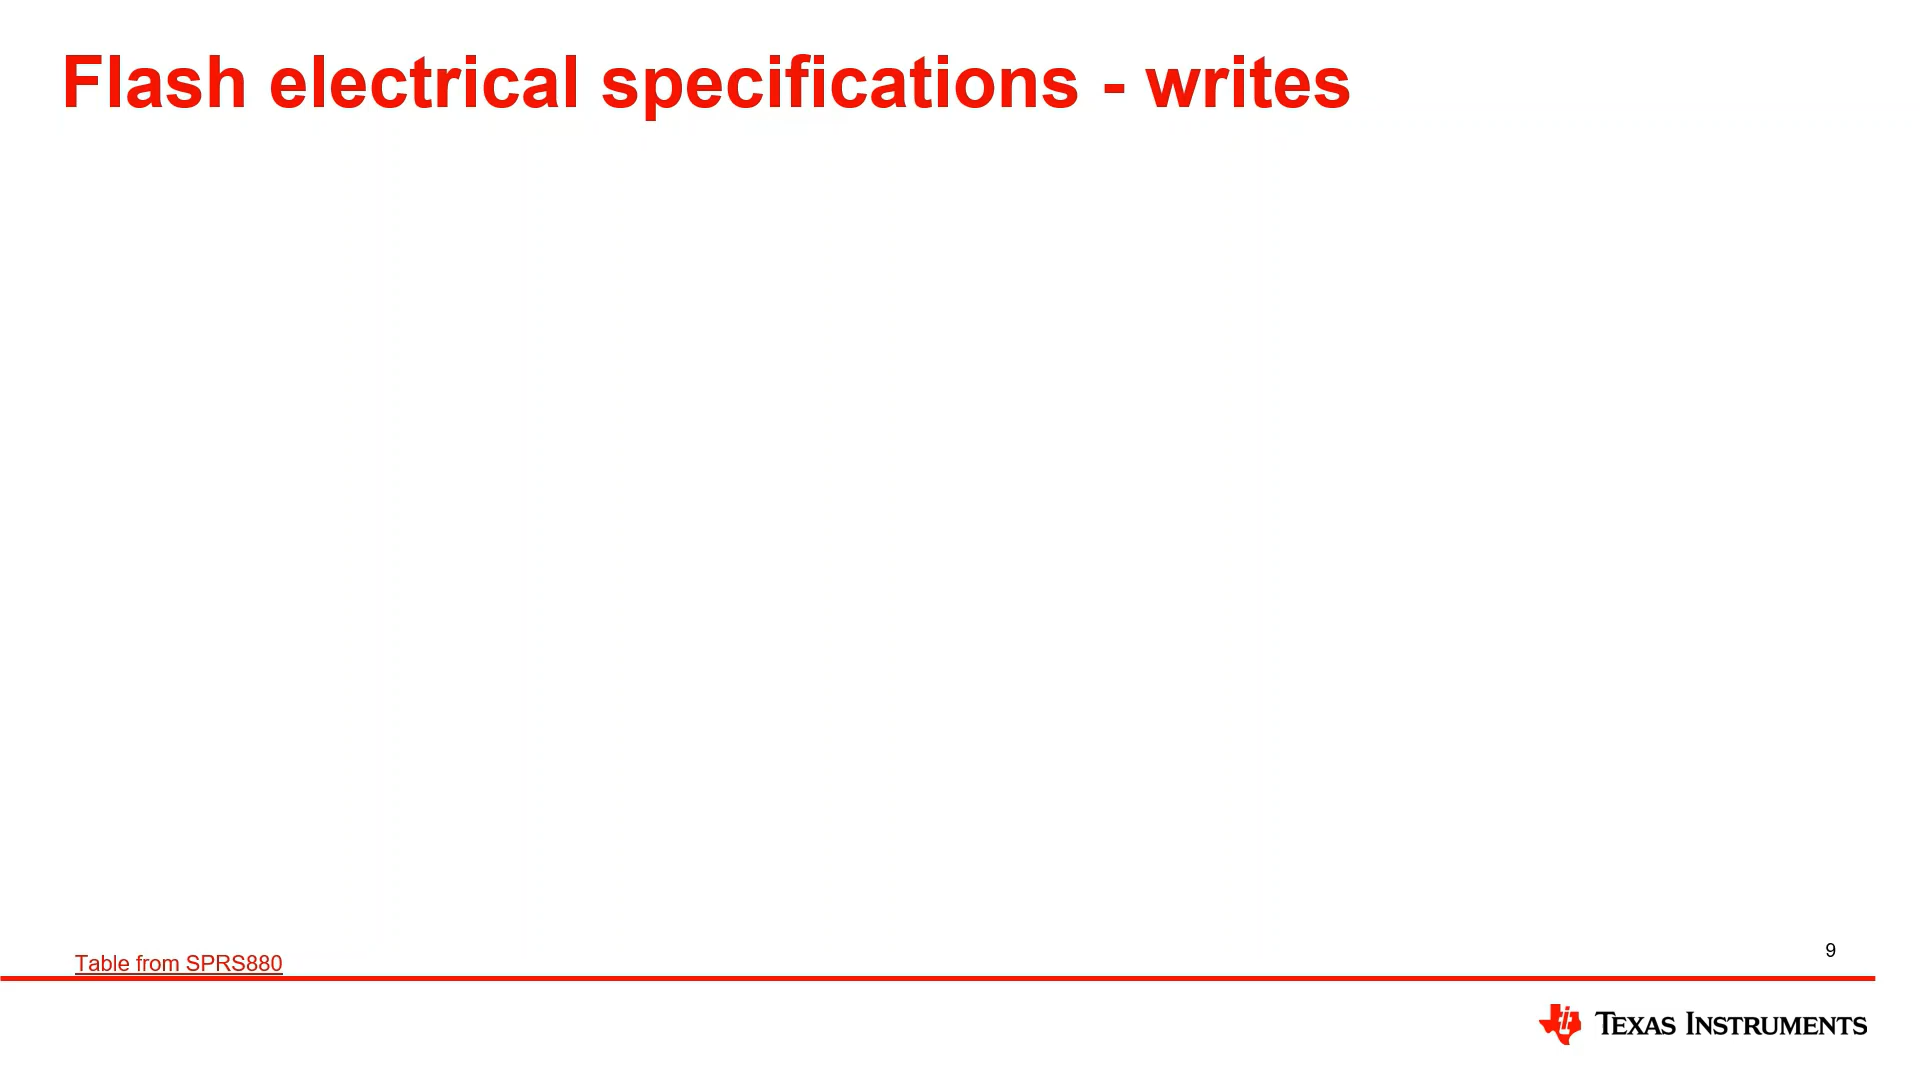 Flash electrical specifications - writes
Table from SPRS880
9
TEXAS INSTRUMENTS